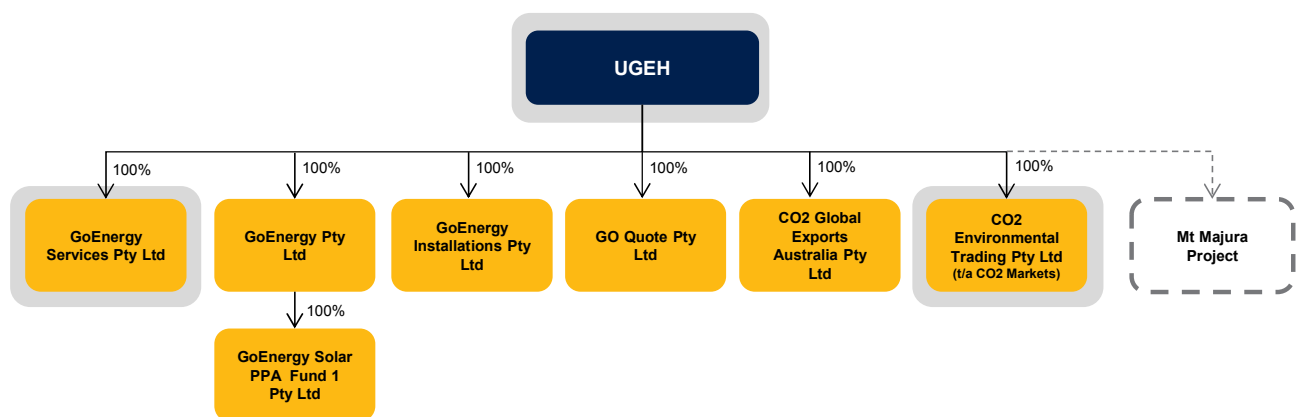 UGEH
100%
100%
100%
100%
100%
100%
GoEnergy
Services Pty Ltd
GoEnergy Pty
Ltd
GoEnergy
Installations Pty
Ltd
GO Quote Pty
Ltd
CO2 Global
Exports
Australia Pty
Ltd
CO2
Environmental
Trading Pty Ltd
(t/a CO2 Markets)
Mt Majura
Project
100%
GoEnergy Solar
PPA Fund 1
Pty Ltd